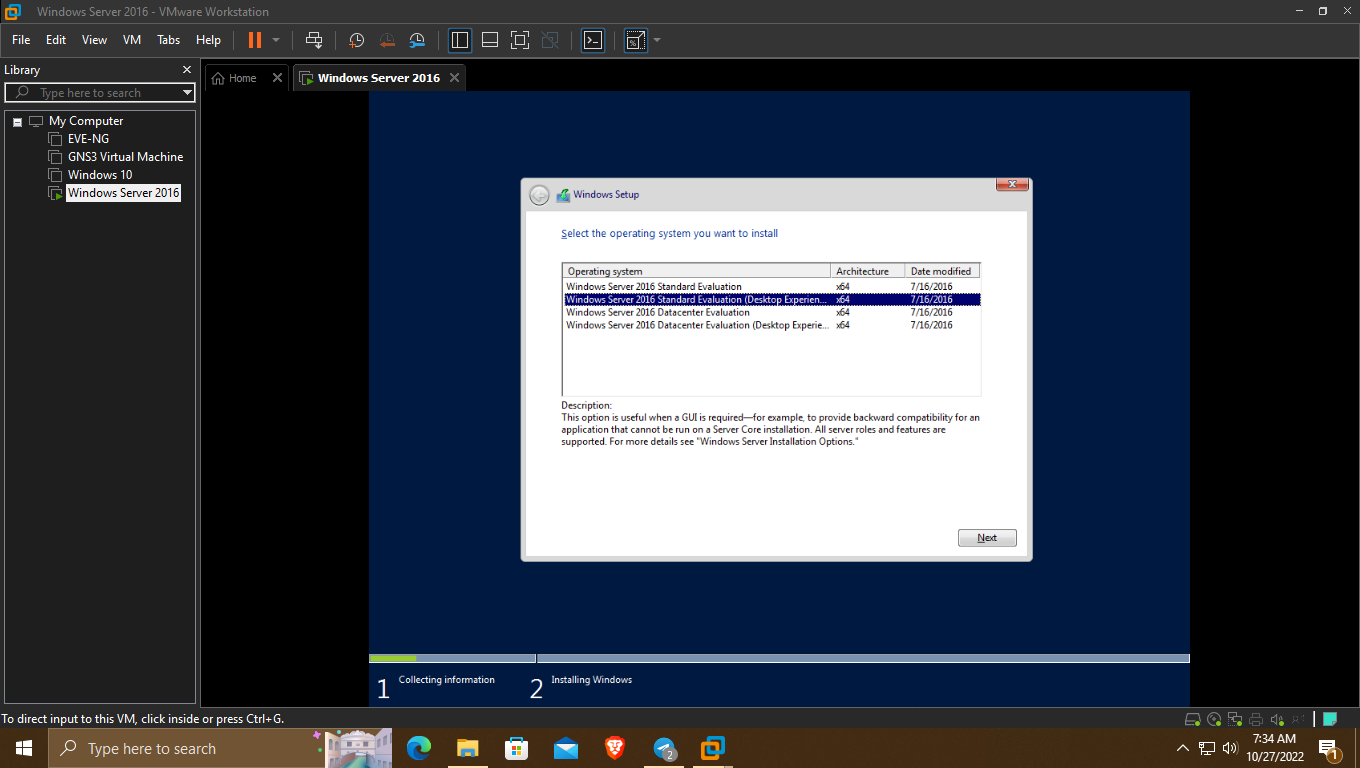 Windows Server 2016 - VMware Workstation
File Edit View VM Tabs Help
Library
Type here to search
Home
Windows Server 2016
My Computer
EVE-NG
GNS3 Virtual Machine
Windows 10
Windows Server 2016
Windows Setup
Select the operating system you want to install
Operating system Architecture Date modified
Windows Server 2016 Standard Evaluation x64 7/16/2016
Windows Server 2016 Standard Evaluation (Desktop Experien... x64 7/16/2016
Windows Server 2016 Datacenter Evaluation x64 7/16/2016
Windows Server 2016 Datacenter Evaluation (Desktop Experie... x64 7/16/2016
Description:
This option is useful when a GUI is required—for example, to provide backward compatibility for an
application that cannot be run on a Server Core installation. All server roles and features are
supported. For more details see "Windows Server Installation Options."
Next
1 Collecting information 2 Installing Windows
To direct input to this VM, click inside or press Ctrl+G.
Type here to search
2
7:34 AM
10/27/2022
1